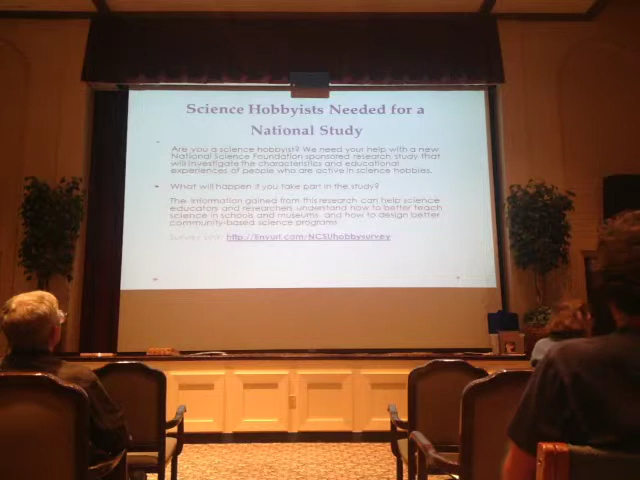 Science Hobbyists Needed for a
National Study
Are you a science hobbyist? We need your help with a new
National Science Foundation sponsored research study that
will investigate the characteristics and educational
experiences of people who are active in science hobbies.
What will happen if you take part in the study?
The information gained from this research can help science
educators and researchers understand how to better teach
science in schools and museums, and how to design better
community-based science programs
Survey Link: http://tinyurl.com/NCSUhobbysurvey